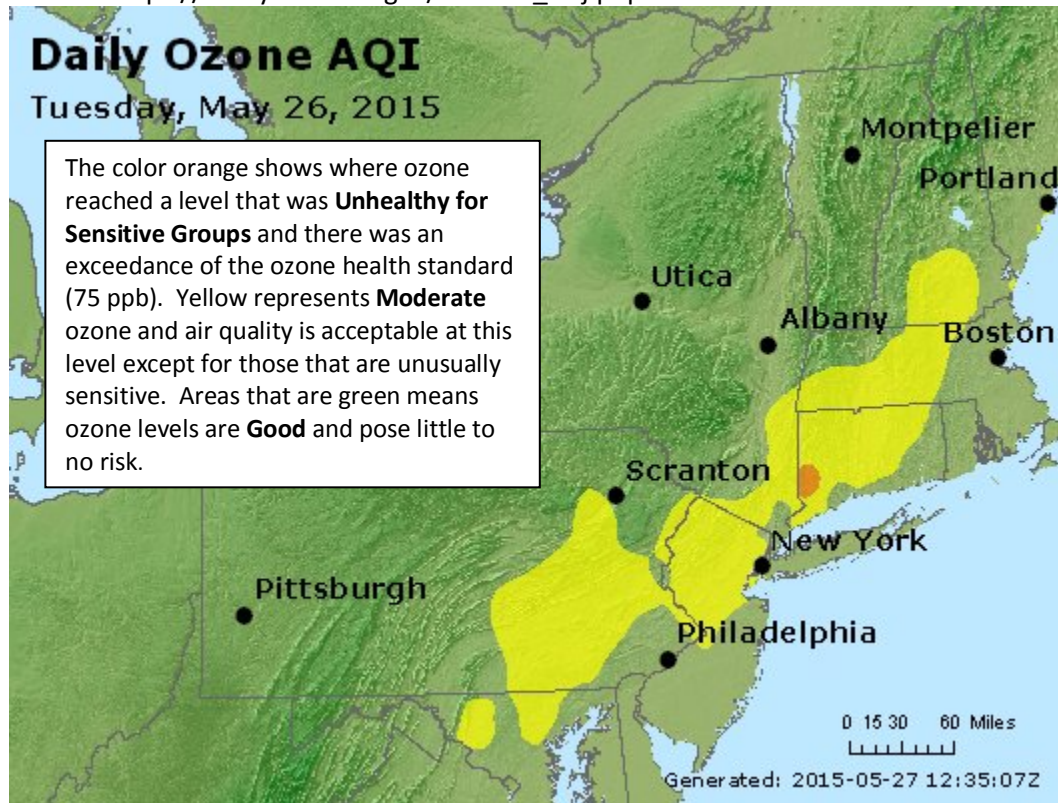 Daily Ozone AQI
Tuesday, May 26, 2015
The color orange shows where ozone
reached a level that was Unhealthy for
Sensitive Groups and there was an
exceedance of the ozone health standard
(75 ppb). Yellow represents Moderate
ozone and air quality is acceptable at this
level except for those that are unusually
sensitive. Areas that are green means
ozone levels are Good and pose little to
no risk.
Montpelier
Portland
Utica
Albany
Boston
Scranton
New York
Pittsburgh
Philadelphia
0 15 30 60 Miles
Generated: 2015-05-27 12:35:07Z